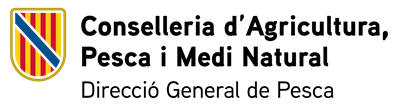 Conselleria d'Agricultura,
Pesca i Medi Natural
Direcció General de Pesca